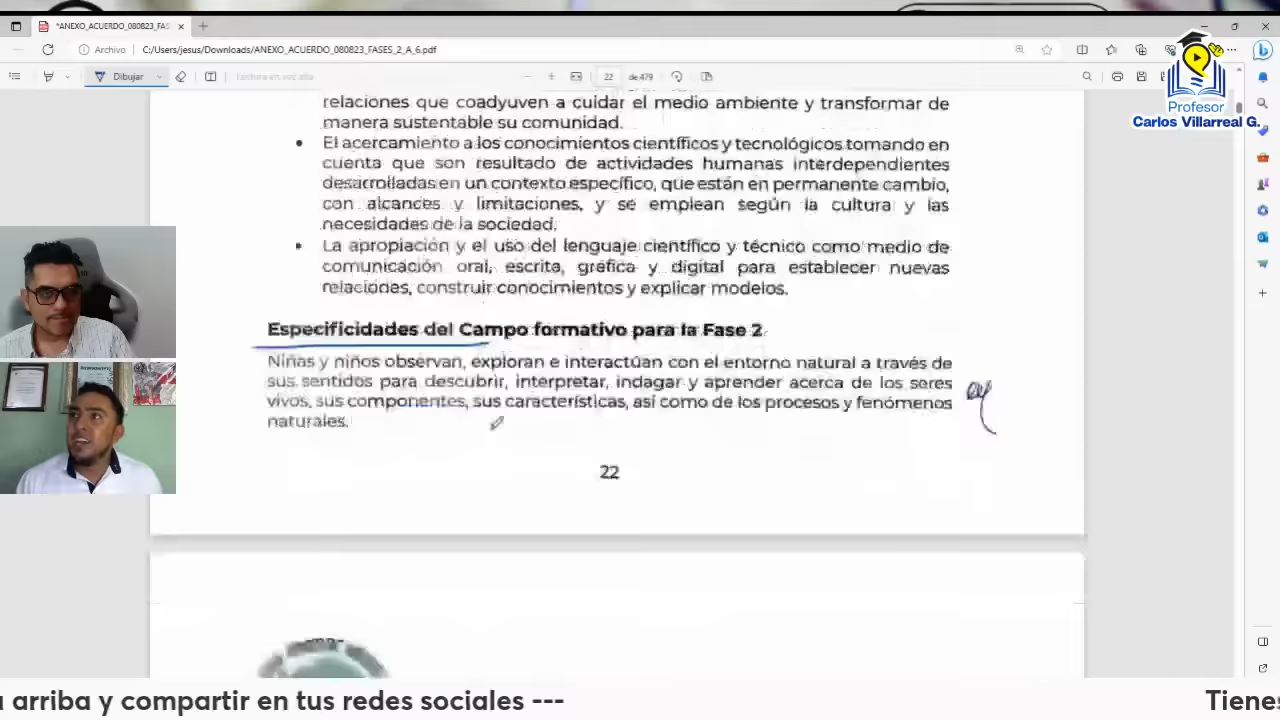 *ANEXO_ACUERDO_080823_FAS
Archivo
C:/Users/jesus/Downloads/ANEXO_ACUERDO_080823_FASES_2_A_6.pdf
Dibujar
Lectura en voz alta
22
de 479
Profesor
Carlos Villarreal G.
relaciones que coadyuven a cuidar el medio ambiente y transformar de
manera sustentable su comunidad.
• El acercamiento a los conocimientos científicos y tecnológicos tomando en
cuenta que son resultado de actividades humanas interdependientes
desarrolladas en un contexto específico, que están en permanente cambio,
con alcances y limitaciones, y se emplean según la cultura y las
necesidades de la sociedad.
• La apropiación y el uso del lenguaje científico y técnico como medio de
comunicación oral, escrita, gráfica y digital para establecer nuevas
relaciones, construir conocimientos y explicar modelos.
Especificidades del Campo formativo para la Fase 2
Niñas y niños observan, exploran e interactúan con el entorno natural a través de
sus sentidos para descubrir, interpretar, indagar y aprender acerca de los seres
vivos, sus componentes, sus características, así como de los procesos y fenómenos
naturales.
22
arriba y compartir en tus redes sociales ---
Tienes